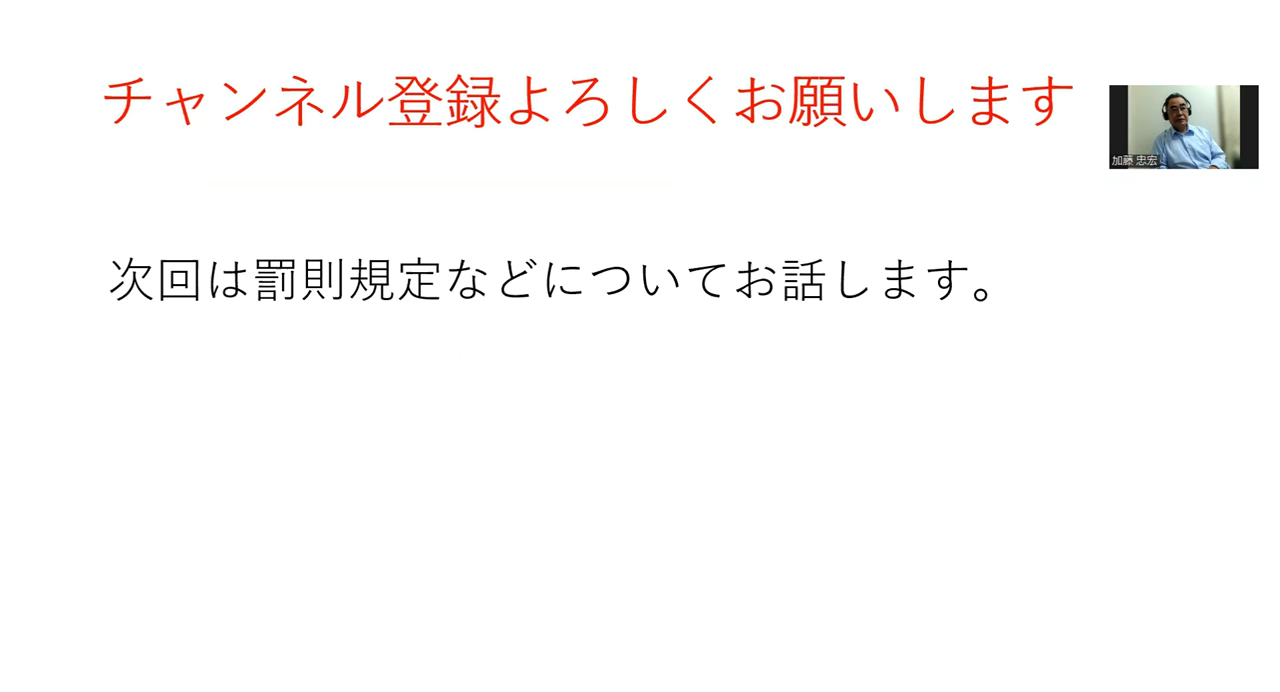 チャンネル登録よろしくお願いします
加藤 忠宏
次回は罰則規定などについてお話します。